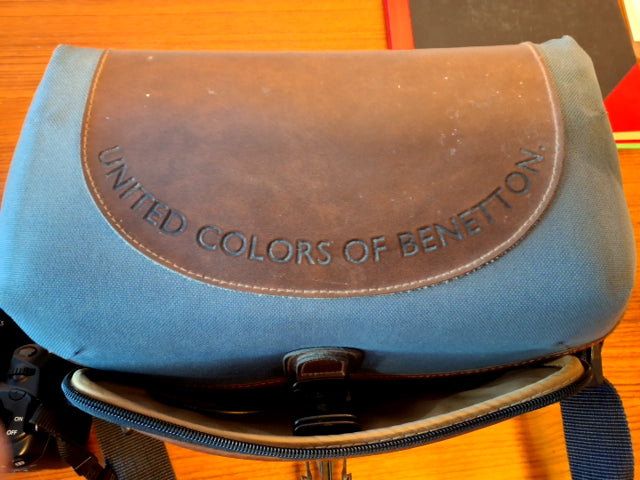 UNITED COLORS OF BENETTON.
ON
OFF